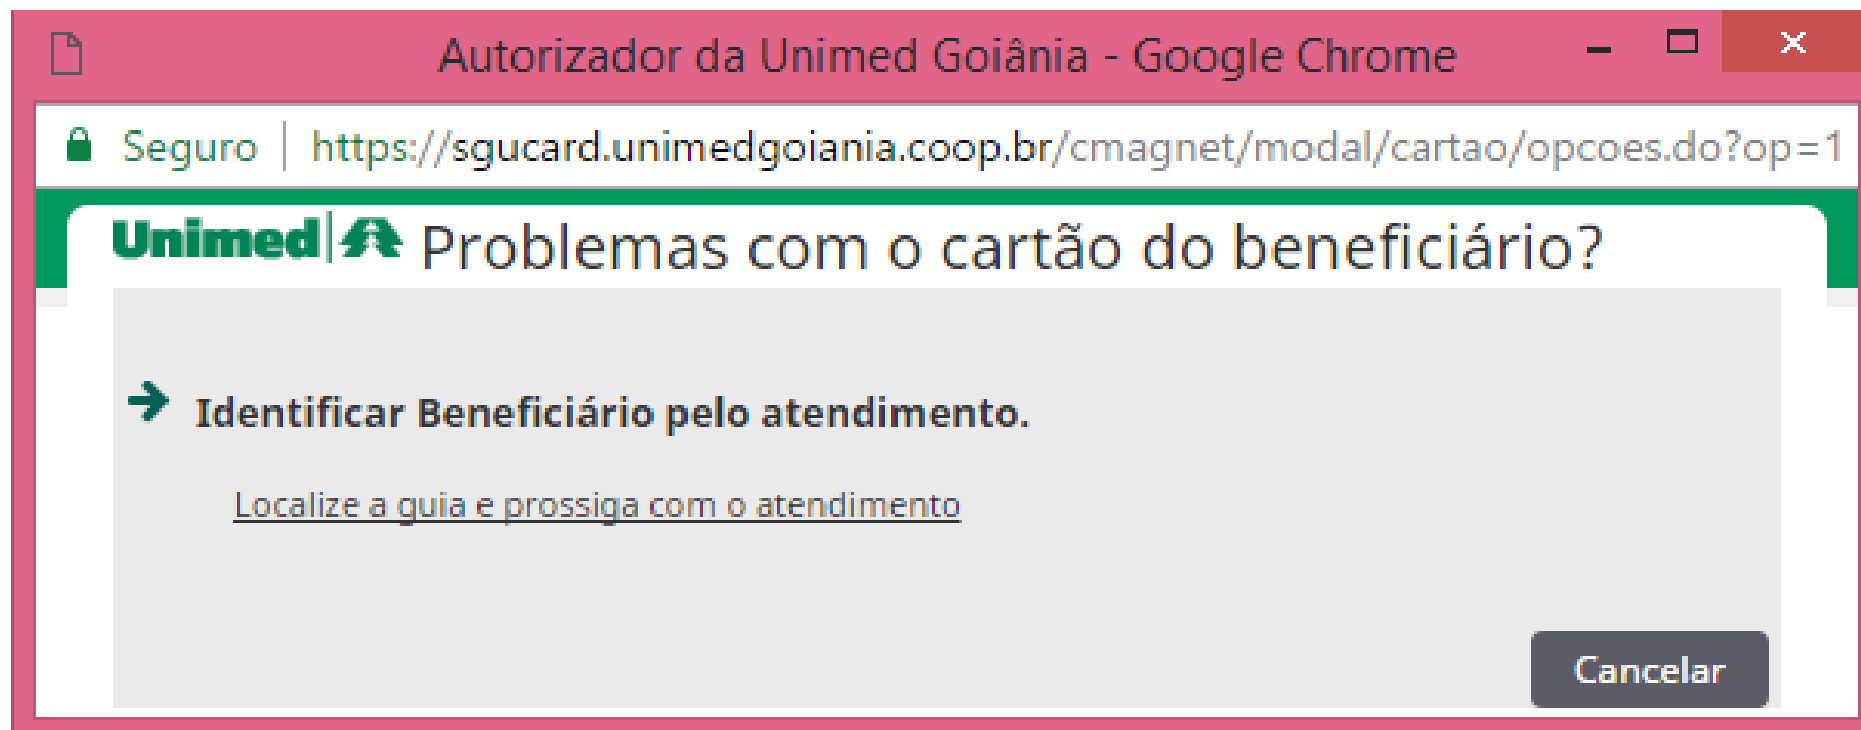 Autorizador da Unimed Goiânia - Google Chrome
Seguro | https://sgucard.unimedgoiania.coop.br/cmagnet/modal/cartao/opcoes.do?op=1
Unimed Problemas com o cartão do beneficiário?
Identificar Beneficiário pelo atendimento.
Localize a guia e prossiga com o atendimento
Cancelar